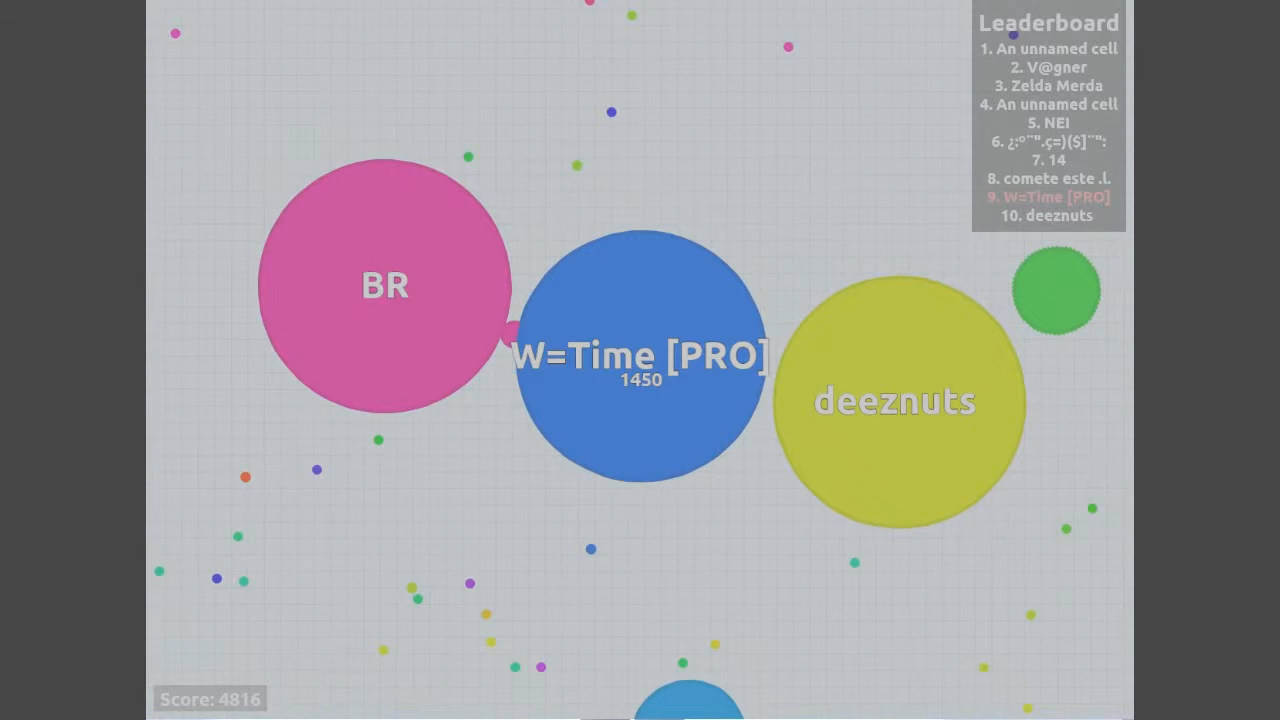 Leaderboard
1. An unnamed cell
2. V@gner
3. Zelda Merda
4. An unnamed cell
5. NEI
6. ¿:º¨".ç=)($]¨":
7. 14
8. comete este .l.
9. W=Time [PRO]
10. deeznuts
BR
W=Time [PRO]
1450
deeznuts
Score: 4816